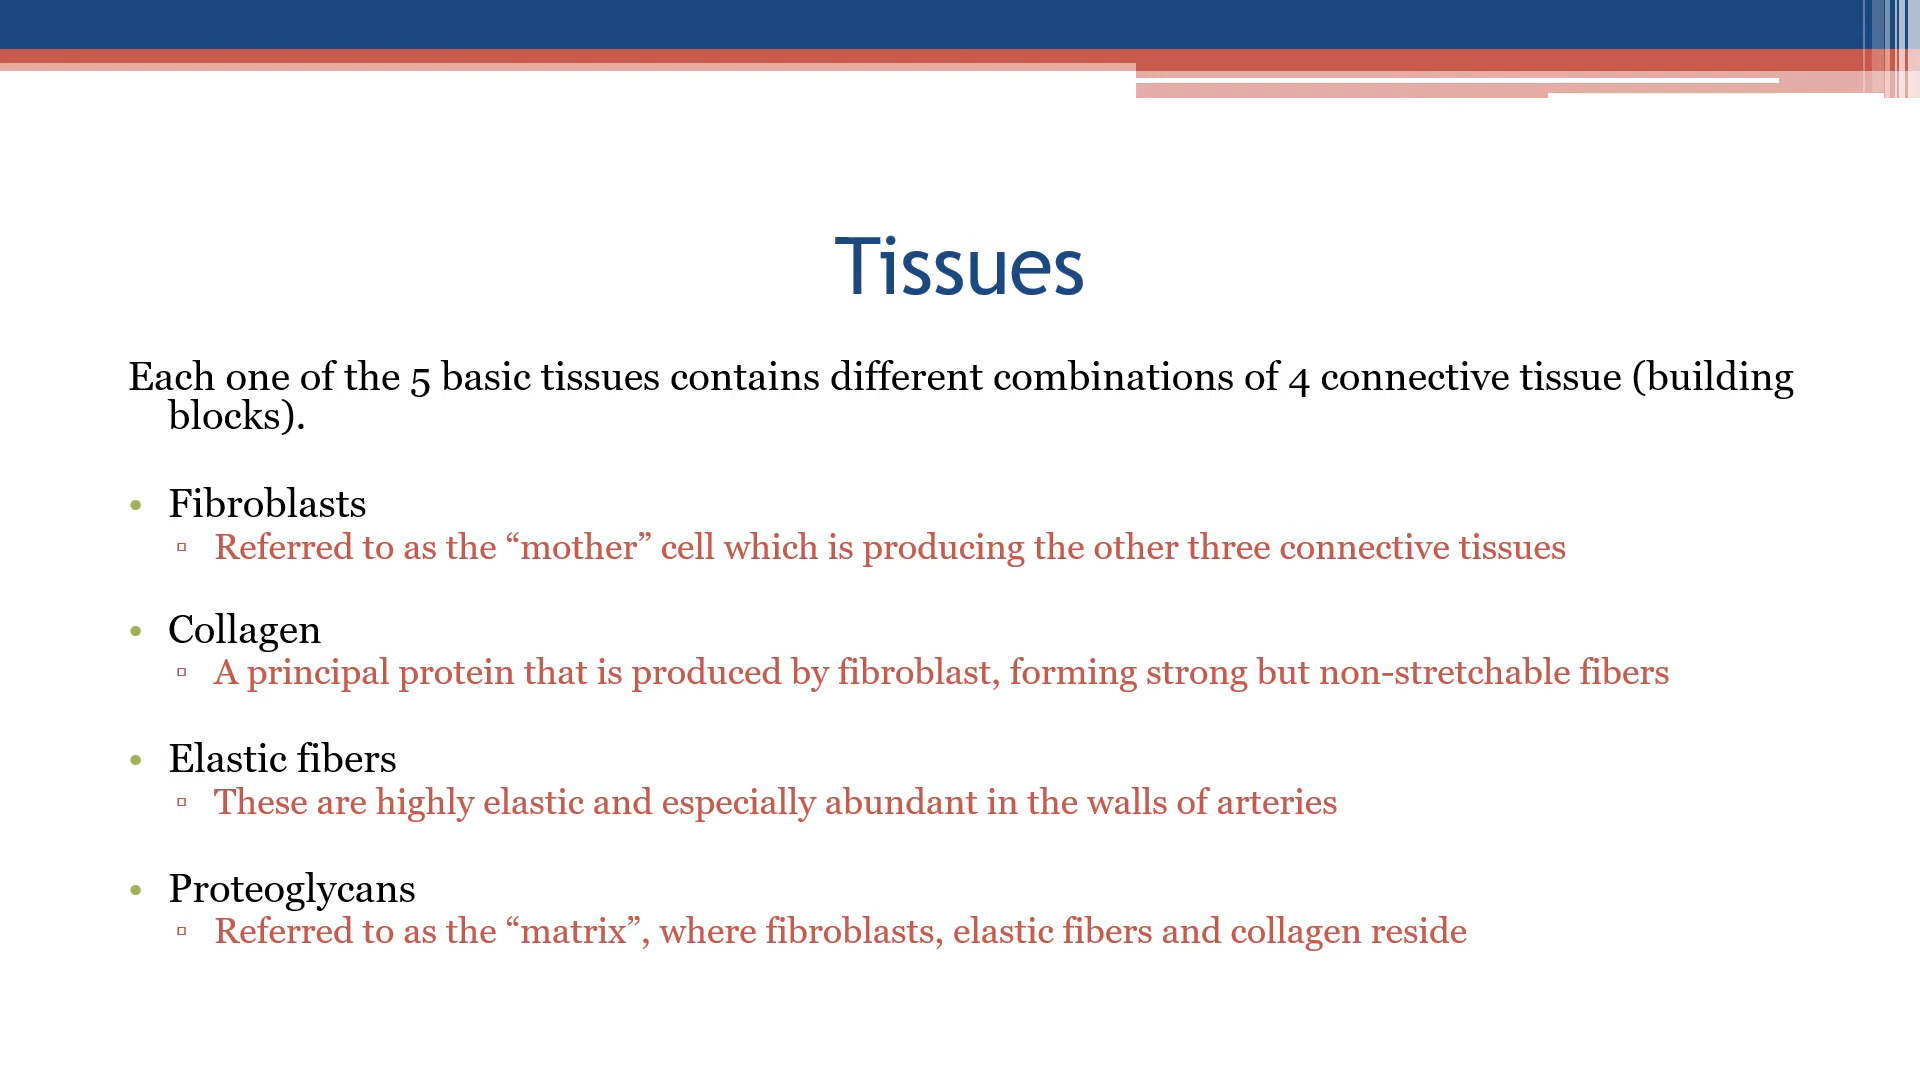 Tissues
Each one of the 5 basic tissues contains different combinations of 4 connective tissue (building
blocks).
• Fibroblasts
▫ Referred to as the “mother” cell which is producing the other three connective tissues
• Collagen
▫ A principal protein that is produced by fibroblast, forming strong but non-stretchable fibers
• Elastic fibers
▫ These are highly elastic and especially abundant in the walls of arteries
• Proteoglycans
▫ Referred to as the “matrix”, where fibroblasts, elastic fibers and collagen reside